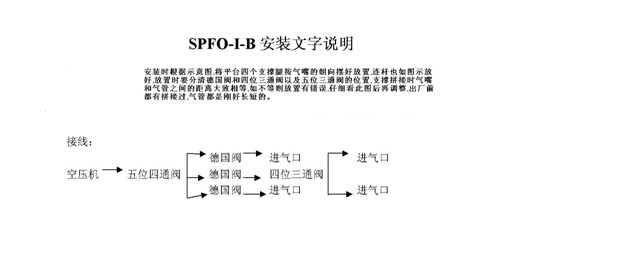 SPFO-I-B 安装文字说明
安装时根据示意图,将平台四个支撑腿按气嘴的朝向摆好放置,连杆也如图示放
好,放置时要分清德国阀和四位三通阀以及五位三通阀的位置,支撑拼接时气嘴
和气管之间的距离大致相等,如不等则放置有错误,仔细看此图后再调整,出厂前
都有拼接过,气管都是刚好长短的。
接线:
德国阀 进气口 进气口
空压机 五位四通阀 德国阀 四位三通阀
德国阀 进气口 进气口